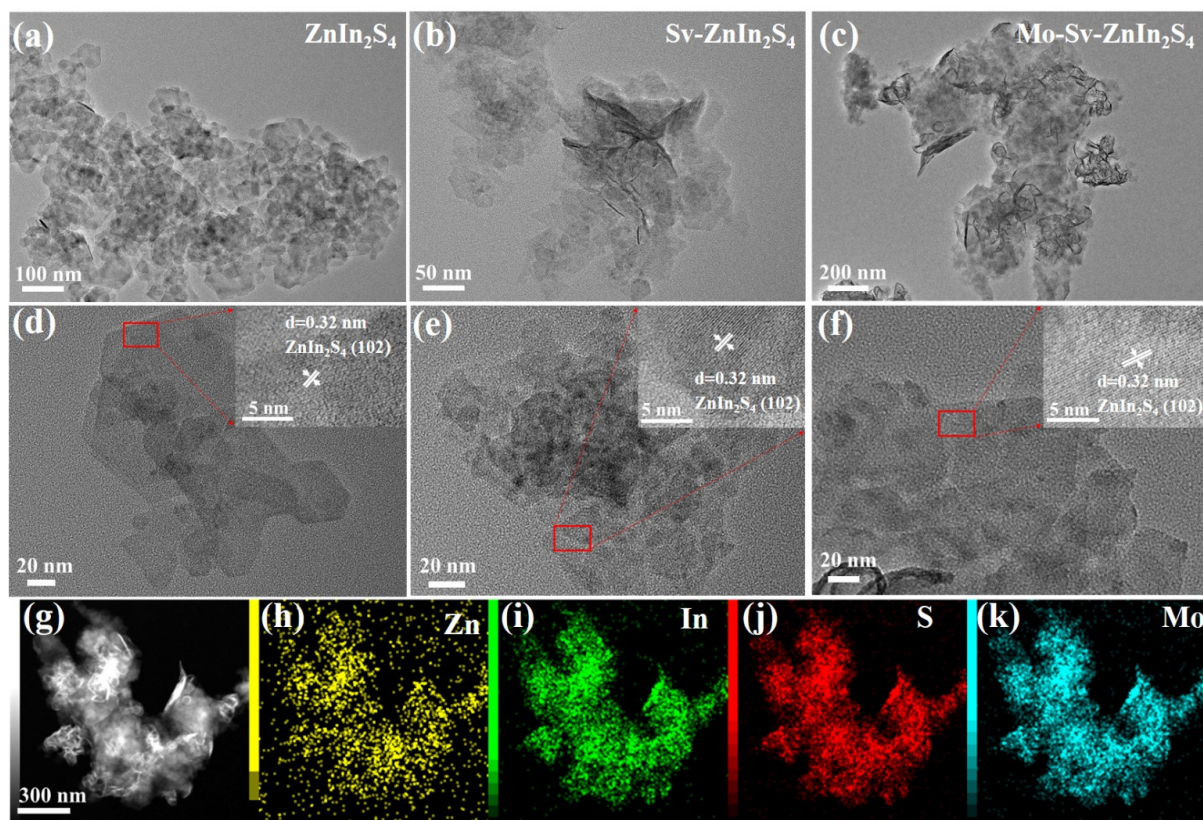 (a) ZnIn₂S₄
100 nm
(b) Sv-ZnIn₂S₄
50 nm
(c) Mo-Sv-ZnIn₂S₄
200 nm
(d)
d=0.32 nm
ZnIn₂S₄ (102)
5 nm
20 nm
(e)
d=0.32 nm
5 nm ZnIn₂S₄ (102)
20 nm
(f)
d=0.32 nm
5 nm ZnIn₂S₄ (102)
20 nm
(g)
300 nm
(h) Zn
(i) In
(j) S
(k) Mo